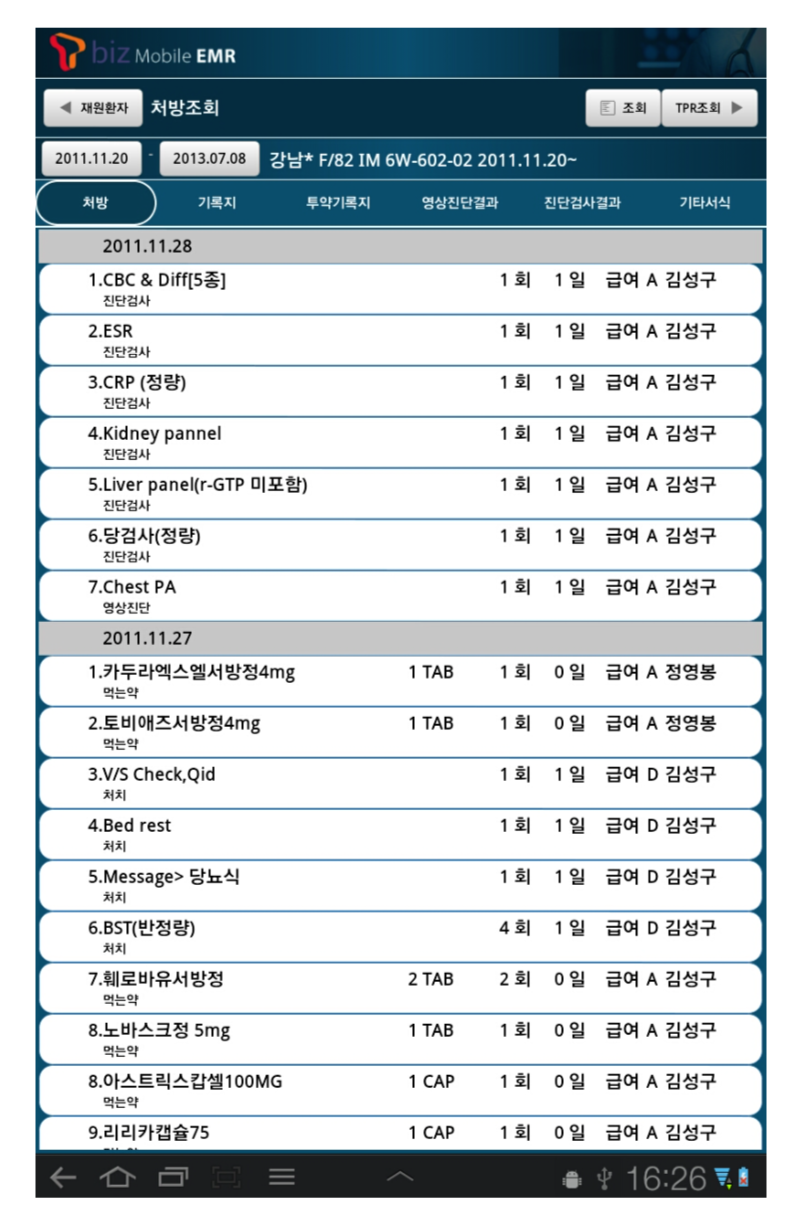 biz Mobile EMR
재원환자 처방조회 조회 TPR조회
2011.11.20 - 2013.07.08 강남* F/82 IM 6W-602-02 2011.11.20~
처방 기록지 투약기록지 영상진단결과 진단검사결과 기타서식
2011.11.28
1.CBC & Diff[5종] 1 회 1 일 급여 A 김성구
진단검사
2.ESR 1 회 1 일 급여 A 김성구
진단검사
3.CRP (정량) 1 회 1 일 급여 A 김성구
진단검사
4.Kidney pannel 1 회 1 일 급여 A 김성구
진단검사
5.Liver panel(r-GTP 미포함) 1 회 1 일 급여 A 김성구
진단검사
6.당검사(정량) 1 회 1 일 급여 A 김성구
진단검사
7.Chest PA 1 회 1 일 급여 A 김성구
영상진단
2011.11.27
1.카두라엑스엘서방정4mg 1 TAB 1 회 0 일 급여 A 정영봉
먹는약
2.토비애즈서방정4mg 1 TAB 1 회 0 일 급여 A 정영봉
먹는약
3.V/S Check,Qid 1 회 1 일 급여 D 김성구
처치
4.Bed rest 1 회 1 일 급여 D 김성구
처치
5.Message> 당뇨식 1 회 1 일 급여 D 김성구
처치
6.BST(반정량) 4 회 1 일 급여 D 김성구
처치
7.훼로바유서방정 2 TAB 2 회 0 일 급여 A 김성구
먹는약
8.노바스크정 5mg 1 TAB 1 회 0 일 급여 A 김성구
먹는약
8.아스트릭스캅셀100MG 1 CAP 1 회 0 일 급여 A 김성구
먹는약
9.리리카캡슐75 1 CAP 1 회 0 일 급여 A 김성구
16:26